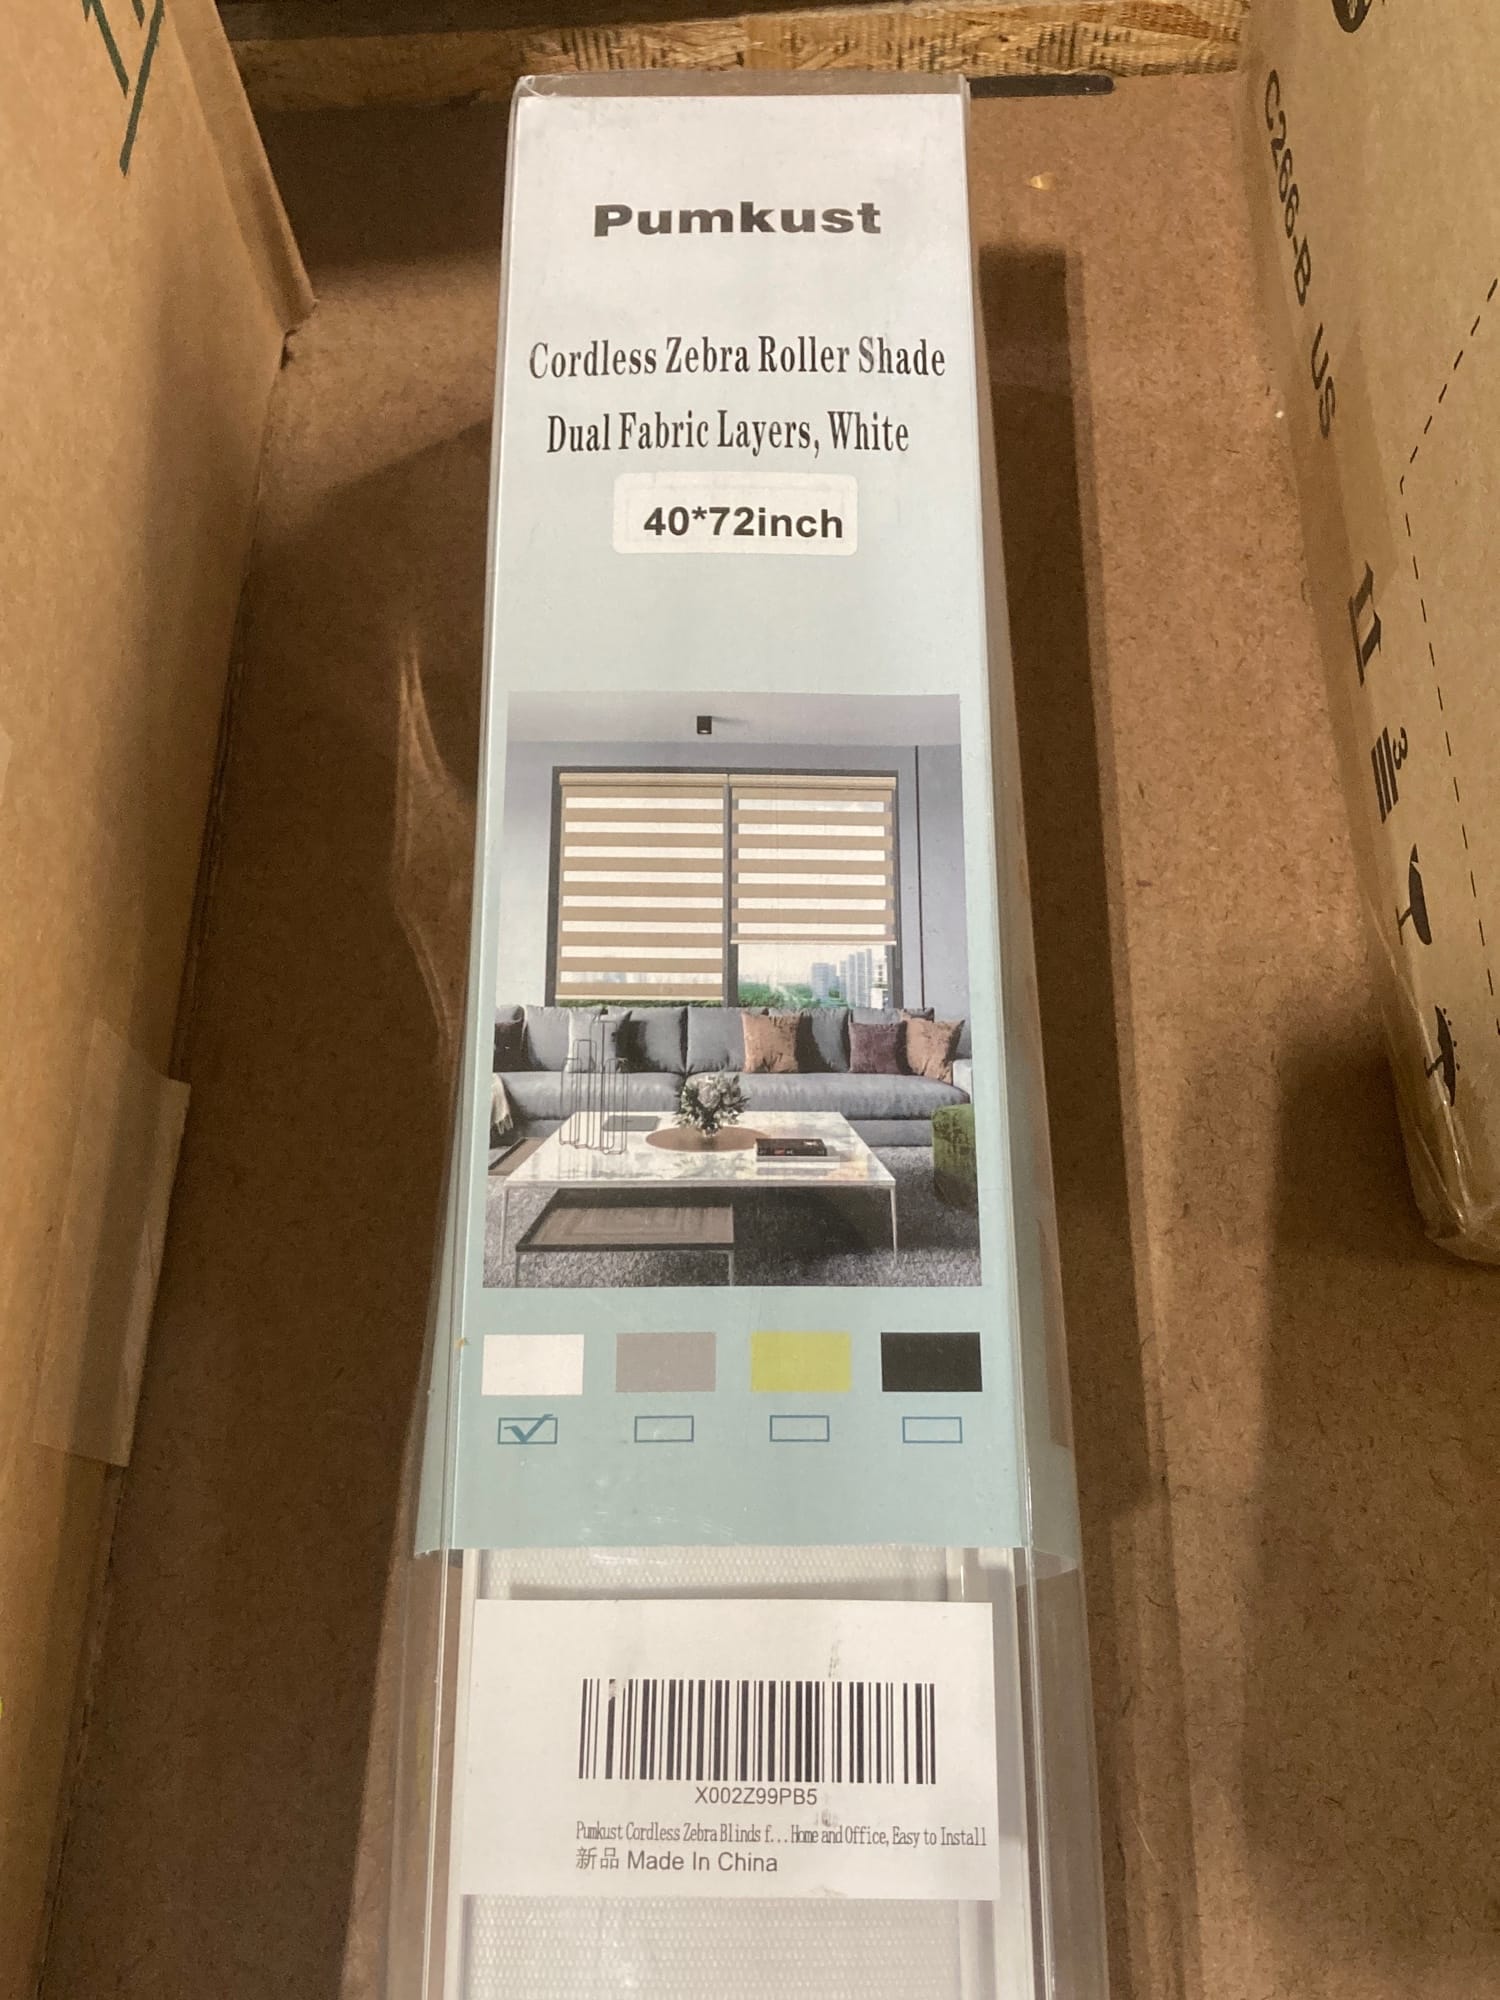 Pumkust
Cordless Zebra Roller Shade
Dual Fabric Layers, White
40*72inch
X002Z99PB5
Pumkust Cordless Zebra Blinds f...Home and Office, Easy to Install
新品 Made In China
C266-B US